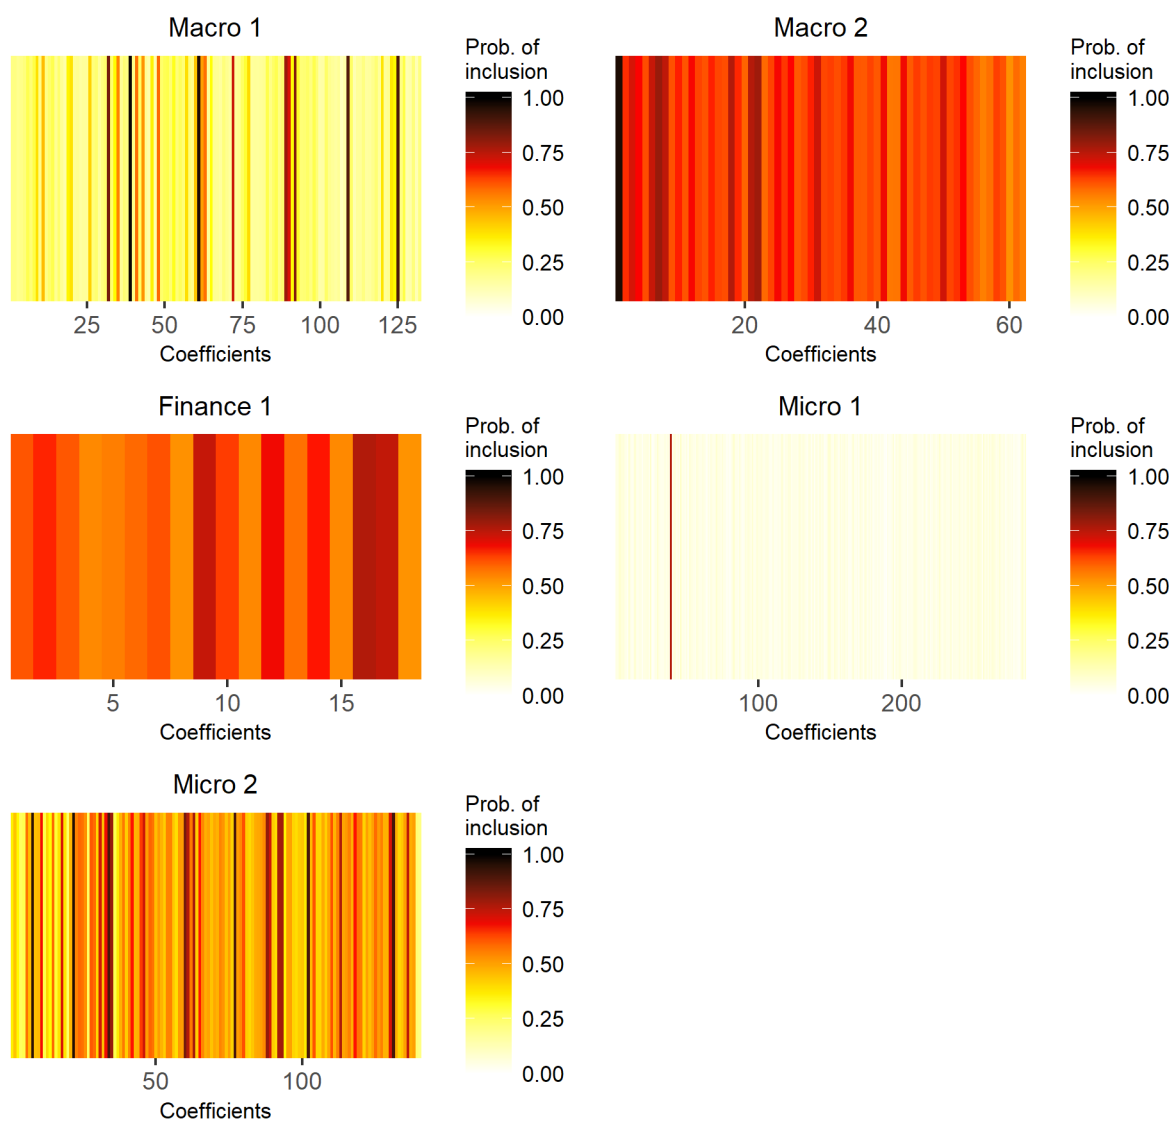 Macro 1
Prob. of
inclusion
1.00
0.75
0.50
0.25
0.00
25 50 75 100 125
Coefficients
Macro 2
Prob. of
inclusion
1.00
0.75
0.50
0.25
0.00
20 40 60
Coefficients
Finance 1
Prob. of
inclusion
1.00
0.75
0.50
0.25
0.00
5 10 15
Coefficients
Micro 1
Prob. of
inclusion
1.00
0.75
0.50
0.25
0.00
100 200
Coefficients
Micro 2
Prob. of
inclusion
1.00
0.75
0.50
0.25
0.00
50 100
Coefficients